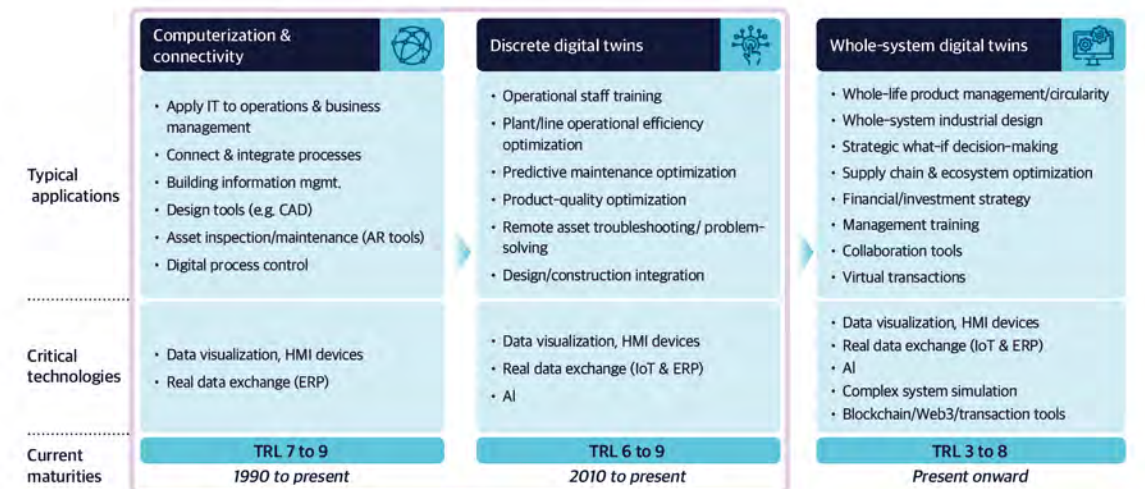 Computerization &
connectivity
Discrete digital twins
Whole-system digital twins
Typical
applications
• Apply IT to operations & business
management
• Connect & integrate processes
• Building information mgmt.
• Design tools (e.g. CAD)
• Asset inspection/maintenance (AR tools)
• Digital process control
• Operational staff training
• Plant/line operational efficiency
optimization
• Predictive maintenance optimization
• Product-quality optimization
• Remote asset troubleshooting/ problem-
solving
• Design/construction integration
• Whole-life product management/circularity
• Whole-system industrial design
• Strategic what-if decision-making
• Supply chain & ecosystem optimization
• Financial/investment strategy
• Management training
• Collaboration tools
• Virtual transactions
Critical
technologies
• Data visualization, HMI devices
• Real data exchange (ERP)
• Data visualization, HMI devices
• Real data exchange (IoT & ERP)
• AI
• Data visualization, HMI devices
• Real data exchange (IoT & ERP)
• AI
• Complex system simulation
• Blockchain/Web3/transaction tools
Current
maturities
TRL 7 to 9
1990 to present
TRL 6 to 9
2010 to present
TRL 3 to 8
Present onward